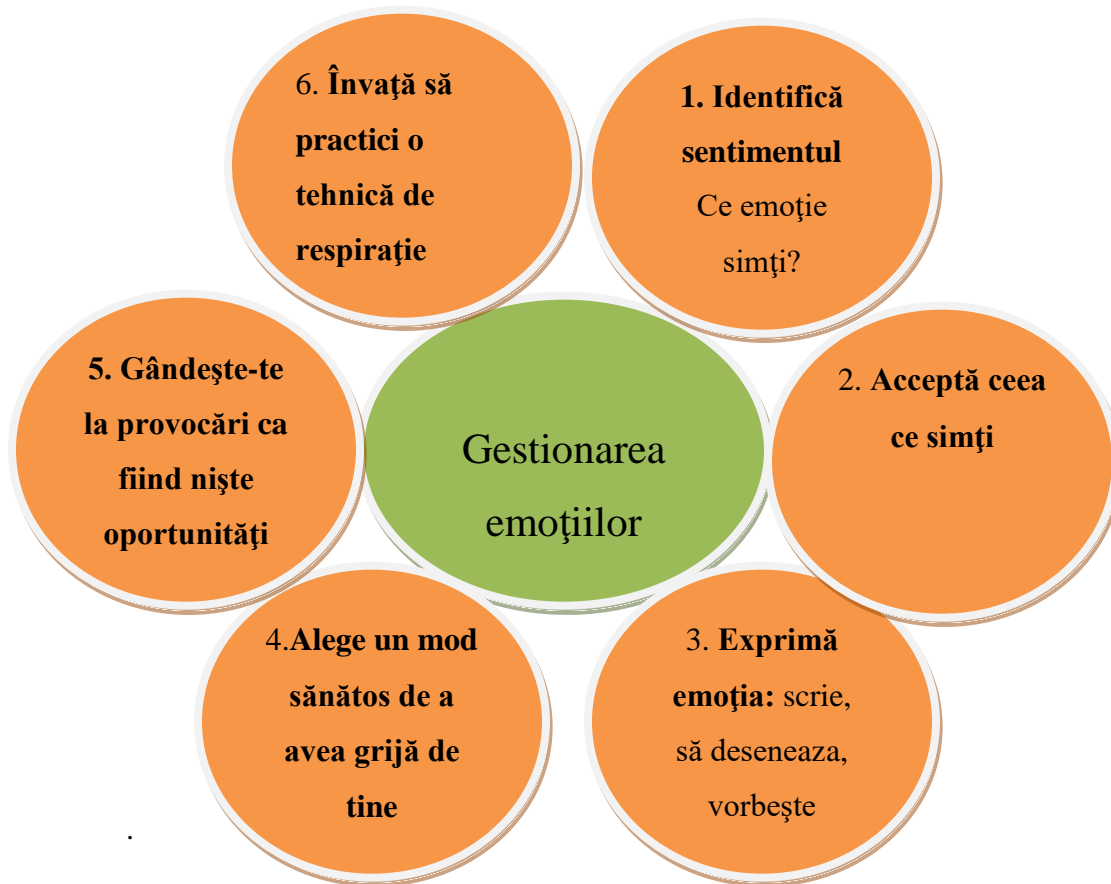 Gestionarea
emoţiilor
1. Identifică
sentimentul
Ce emoţie
simţi?
2. Acceptă ceea
ce simţi
3. Exprimă
emoţia: scrie,
să deseneaza,
vorbeşte
4.Alege un mod
sănătos de a
avea grijă de
tine
5. Gândeşte-te
la provocări ca
fiind nişte
oportunităţi
6. Învaţă să
practici o
tehnică de
respiraţie
.